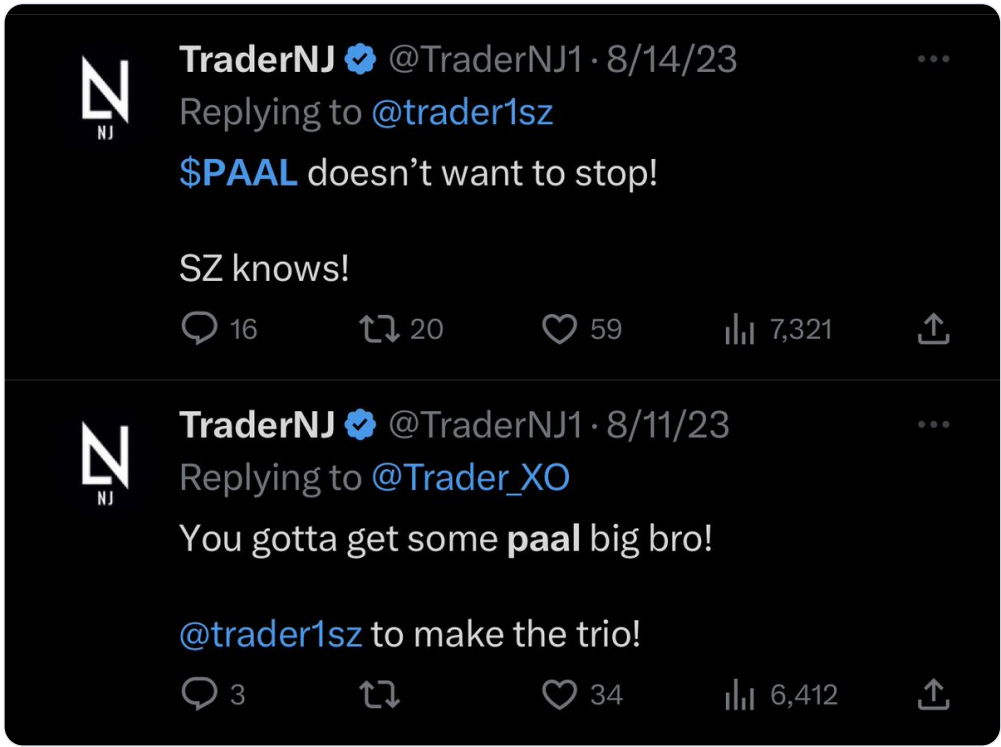 TraderNJ @TraderNJ1 · 8/14/23
NJ
Replying to @trader1sz
$PAAL doesn’t want to stop!
SZ knows!
16 20 59 7,321
TraderNJ @TraderNJ1 · 8/11/23
NJ
Replying to @Trader_XO
You gotta get some paal big bro!
@trader1sz to make the trio!
3 34 6,412